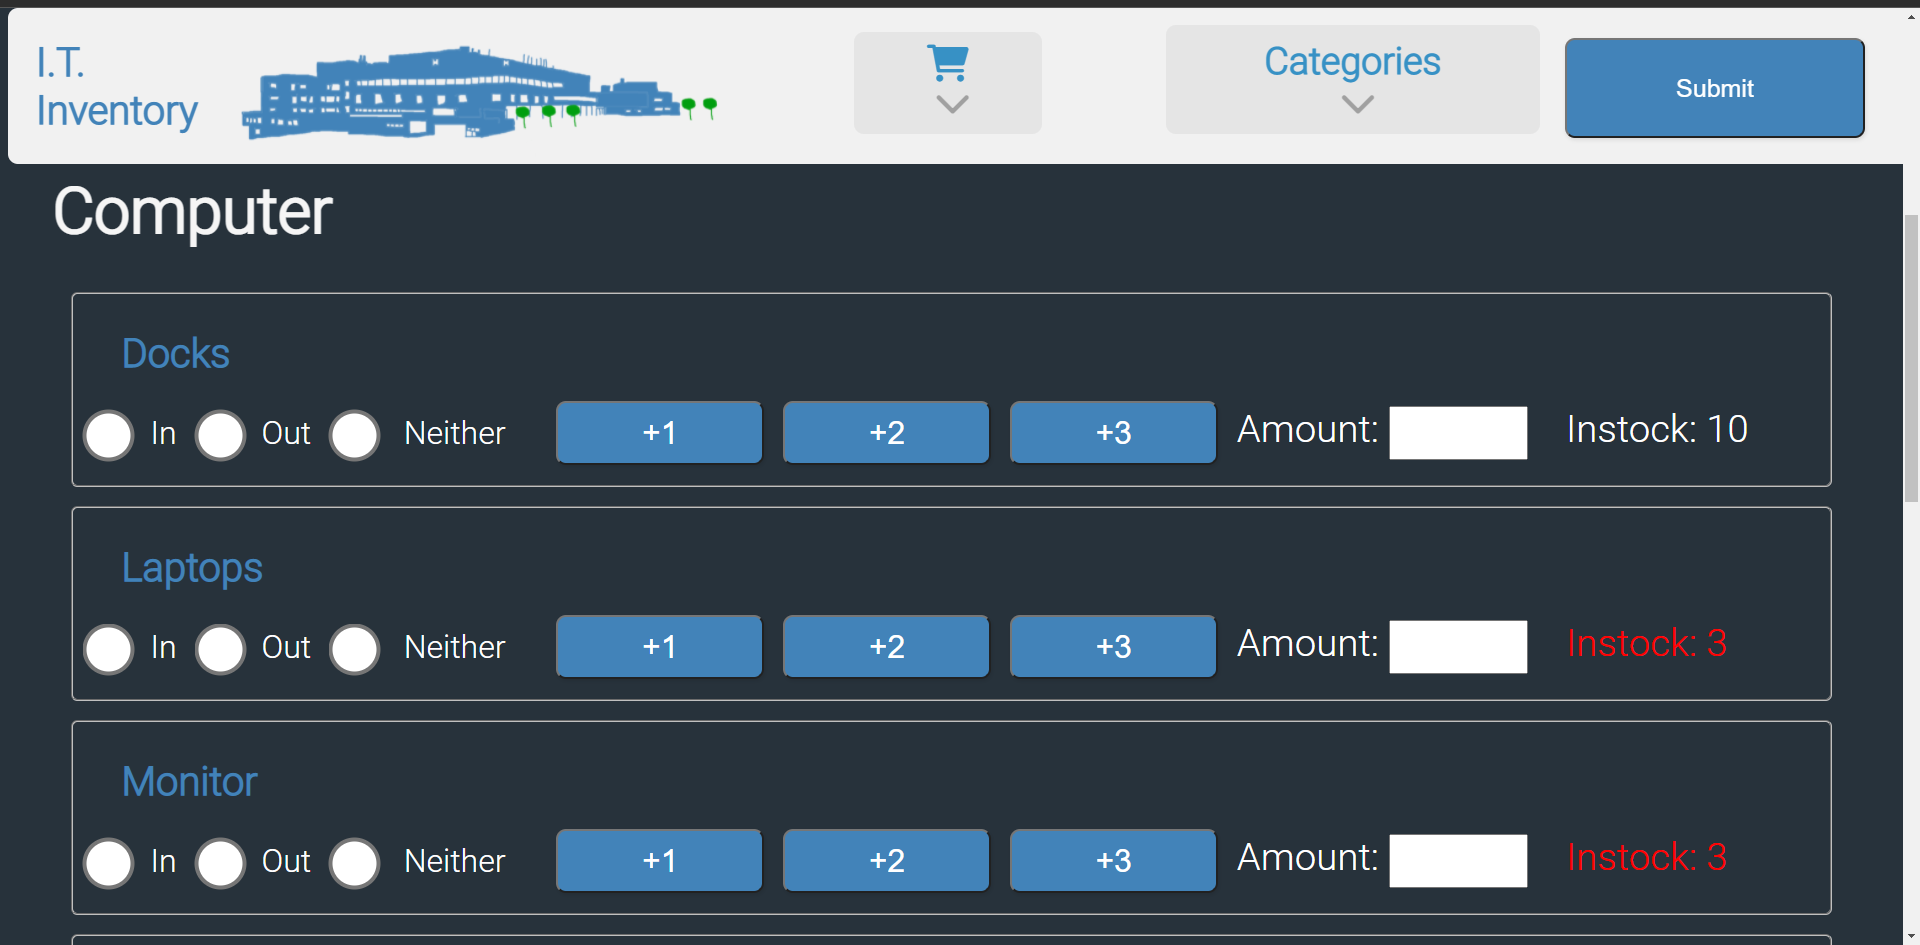 I.T.
Inventory
Categories
Submit
Computer
Docks
In Out Neither +1 +2 +3 Amount: Instock: 10
Laptops
In Out Neither +1 +2 +3 Amount: Instock: 3
Monitor
In Out Neither +1 +2 +3 Amount: Instock: 3